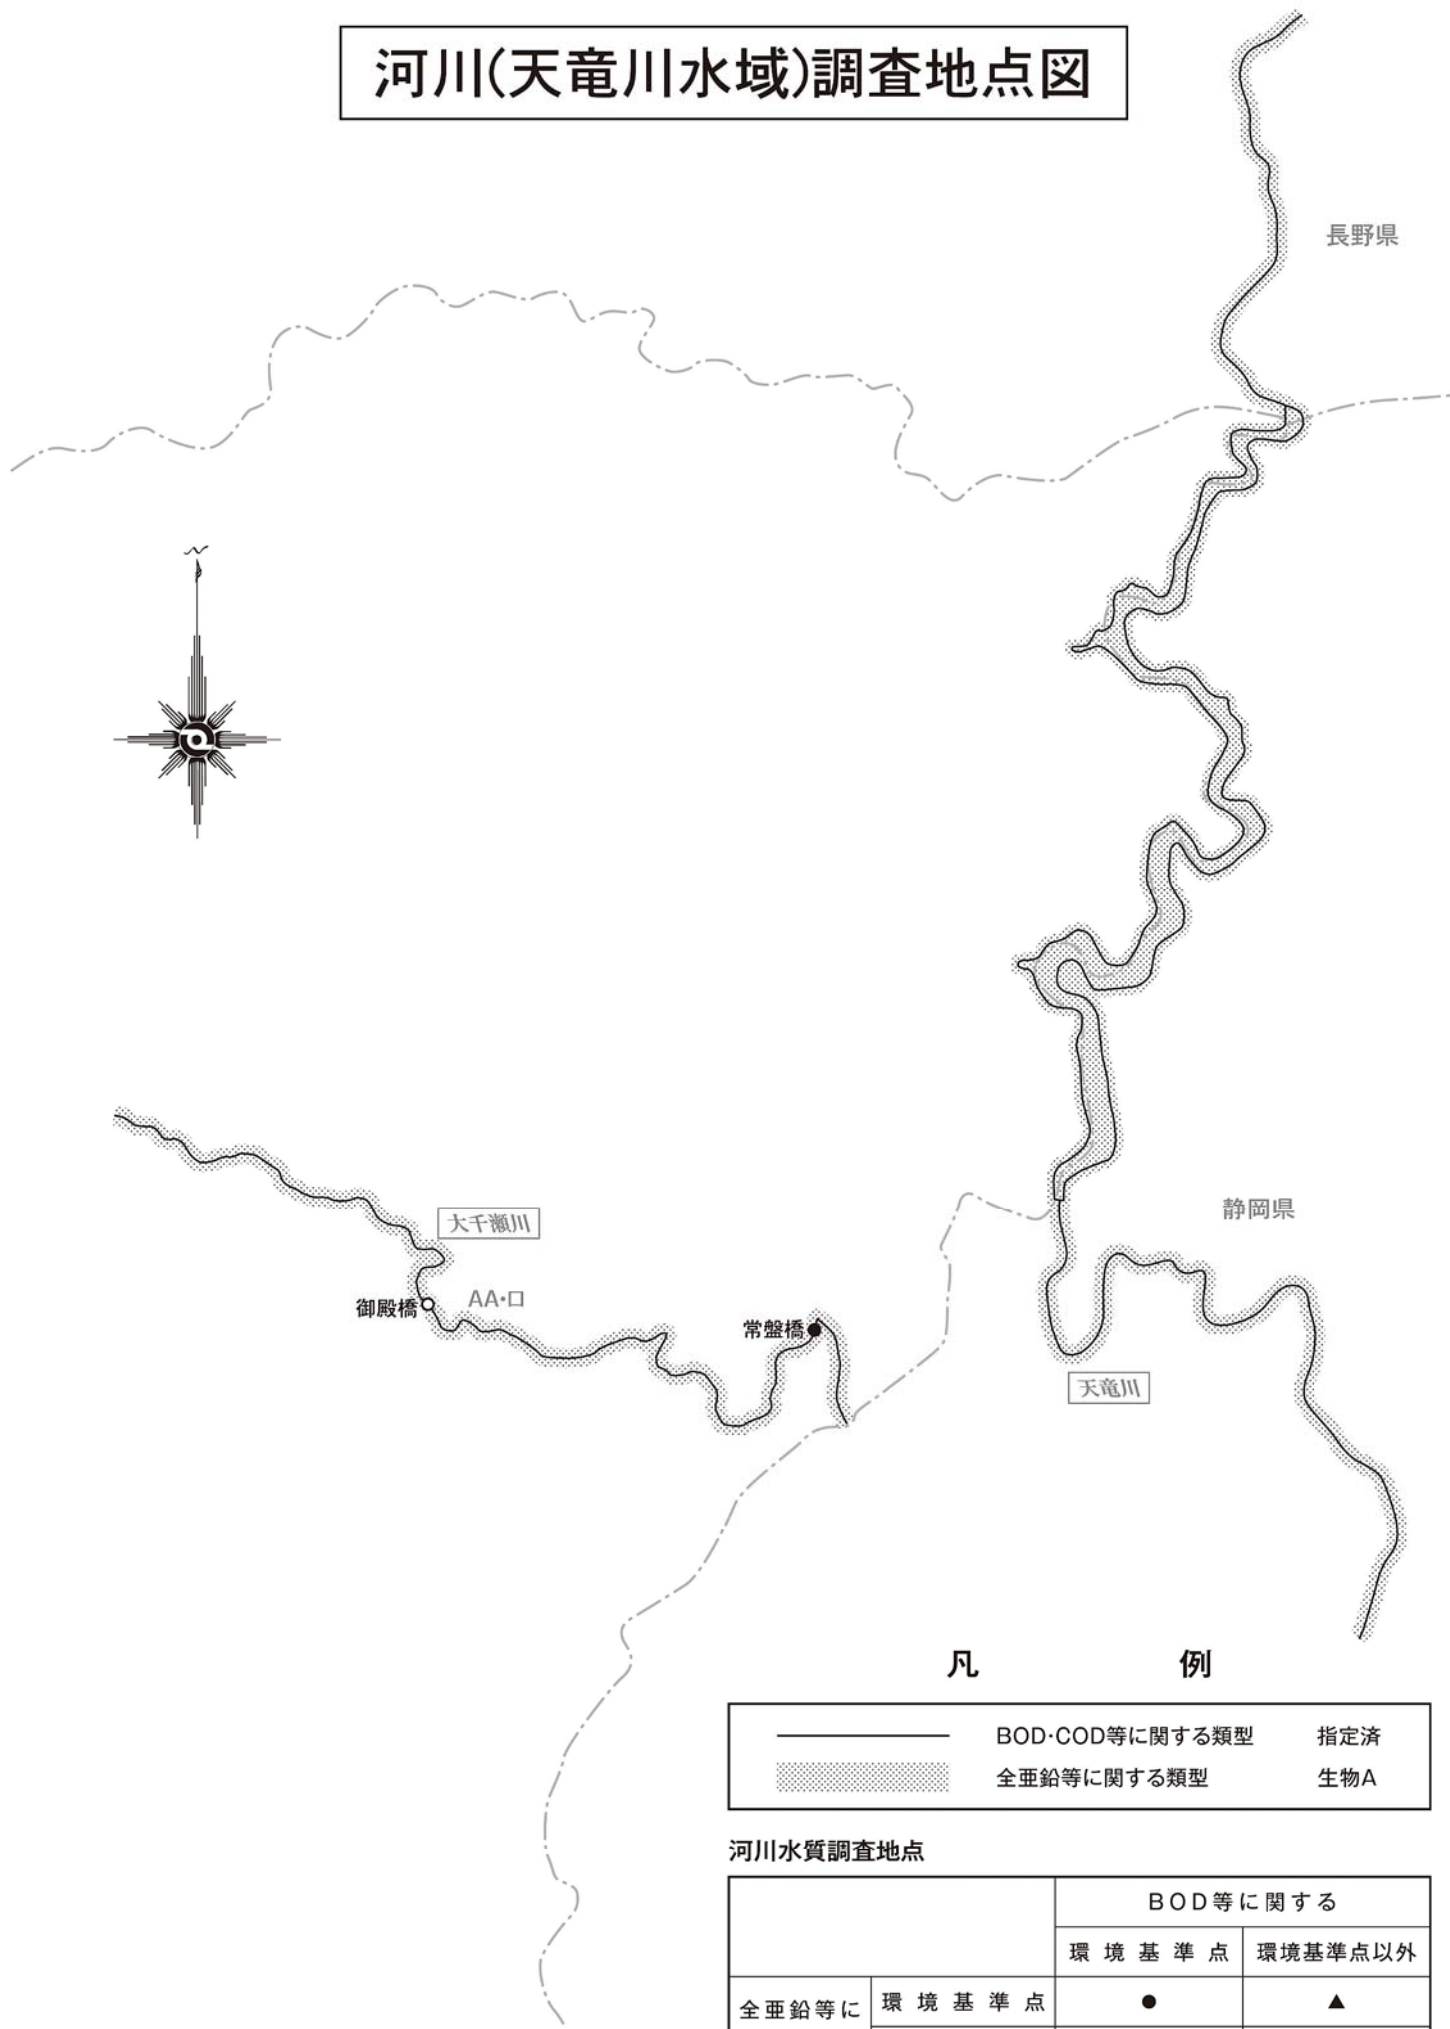 河川(天竜川水域)調査地点図
長野県
N
静岡県
大千瀬川
御殿橋
AA・ロ
常盤橋
天竜川
凡 例
BOD・COD等に関する類型 指定済
全亜鉛等に関する類型 生物A
河川水質調査地点
BOD等に関する
環境基準点 環境基準点以外
全亜鉛等に 環境基準点 ● ▲